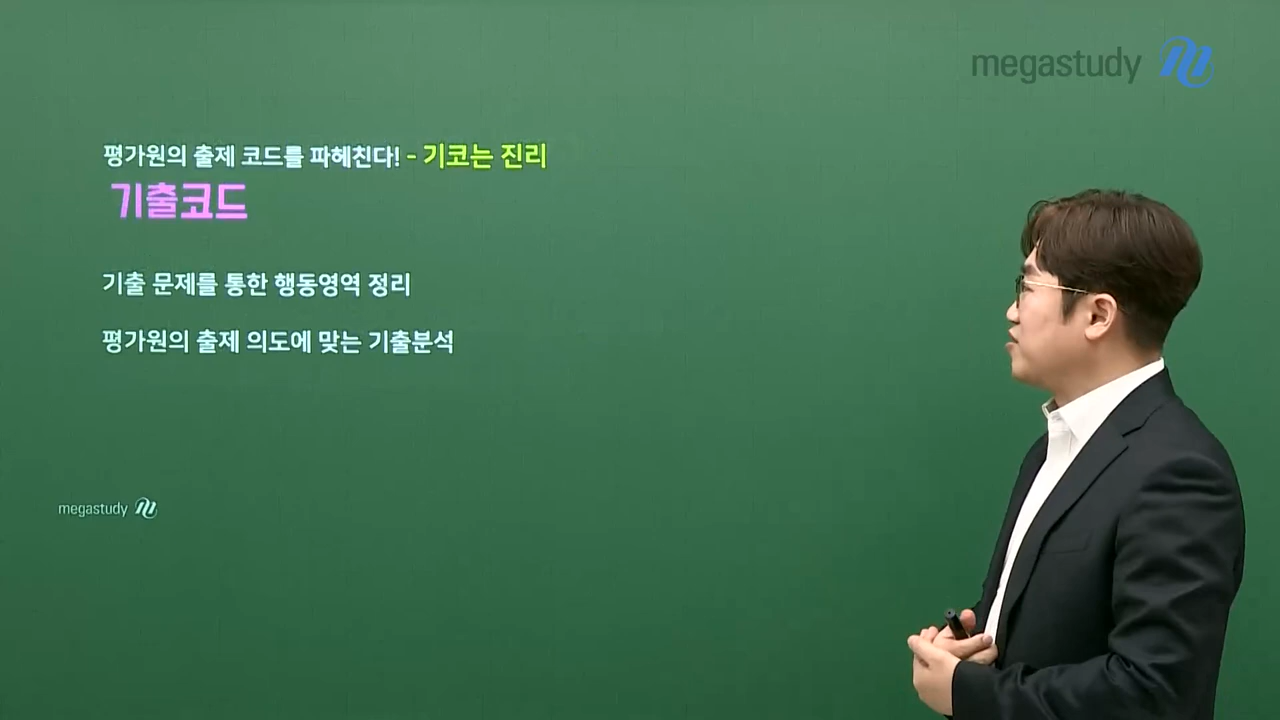 megastudy
평가원의 출제 코드를 파헤친다! - 기코는 진리
기출코드
기출 문제를 통한 행동영역 정리
평가원의 출제 의도에 맞는 기출분석
megastudy